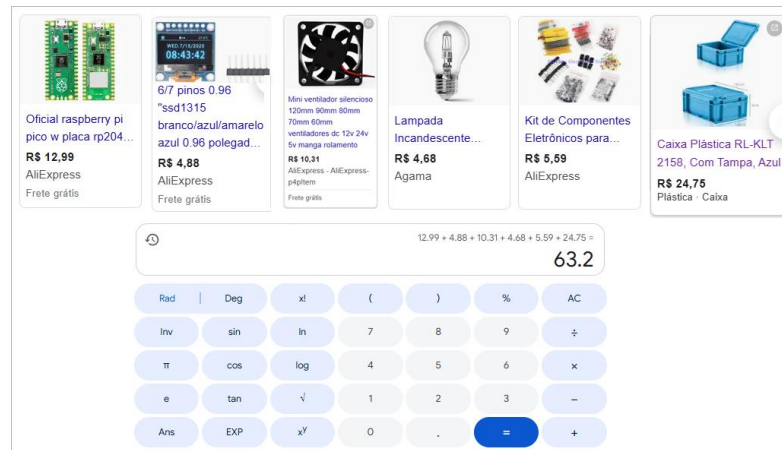 Oficial raspberry pi
pico w placa rp204...
R$ 12,99
AliExpress
Frete grátis
WED.7/15/2020
08:43:42
6/7 pinos 0.96
"ssd1315
branco/azul/amarelo
azul 0.96 polegad...
R$ 4,88
AliExpress
Frete grátis
Mini ventilador silencioso
120mm 90mm 80mm
70mm 60mm
ventiladores dc 12v 24v
5v manga rolamento
R$ 10,31
AliExpress - AliExpress-
p4pItem
Frete grátis
Lampada
Incandescente...
R$ 4,68
Agama
Kit de Componentes
Eletrônicos para...
R$ 5,59
AliExpress
Caixa Plástica RL-KLT
2158, Com Tampa, Azul
R$ 24,75
Plástica · Caixa
12.99 + 4.88 + 10.31 + 4.68 + 5.59 + 24.75 =
63.2
Rad | Deg x! ( ) % AC
Inv sin ln 7 8 9 ÷
π cos log 4 5 6 ×
e tan √ 1 2 3 −
Ans EXP xʸ 0 . = +